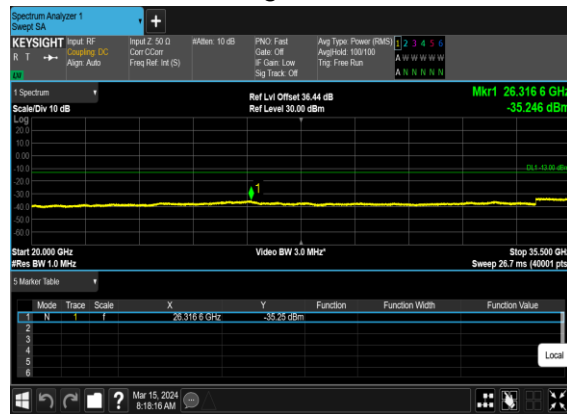 Spectrum Analyzer 1
Swept SA
KEYSIGHT Input: RF Input Z: 50 Ω #Atten: 10 dB PNO: Fast Avg Type: Power (RMS) 1 2 3 4 5 6
R T Coupling: DC Corr CCorr Gate: Off Avg|Hold: 100/100 A W W W W W
Align: Auto Freq Ref: Int (S) IF Gain: Low Trig: Free Run
Sig Track: Off A N N N N N
1 Spectrum Ref Lvl Offset 36.44 dB Mkr1 26.316 6 GHz
Scale/Div 10 dB Ref Level 30.00 dBm -35.246 dBm
Log
20.0
10.0
0.00
-10.0 DL1 -13.00 dBm
-20.0
-30.0 1
-40.0
-50.0
-60.0
Start 20.000 GHz Video BW 3.0 MHz* Stop 35.500 GHz
#Res BW 1.0 MHz Sweep 26.7 ms (40001 pts)
5 Marker Table
Mode Trace Scale X Y Function Function Width Function Value
1 N 1 f 26.316 6 GHz -35.25 dBm
2
3
4
5
6
Local
? Mar 15, 2024
8:18:16 AM